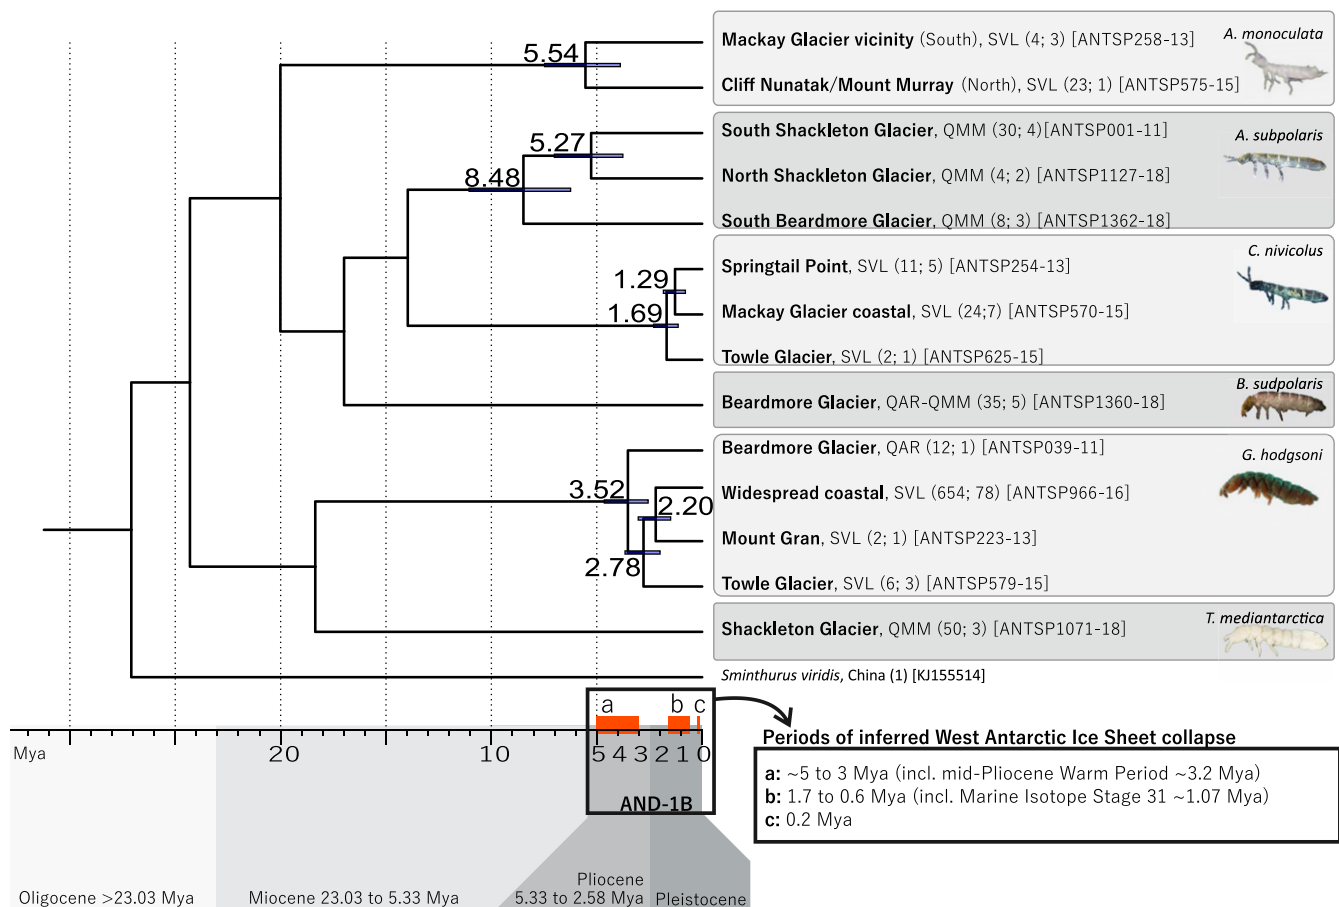 5.54
Mackay Glacier vicinity (South), SVL (4; 3) [ANTSP258-13]
A. monoculata
Cliff Nunatak/Mount Murray (North), SVL (23; 1) [ANTSP575-15]
5.27
South Shackleton Glacier, QMM (30; 4)[ANTSP001-11]
A. subpolaris
8.48
North Shackleton Glacier, QMM (4; 2) [ANTSP1127-18]
South Beardmore Glacier, QMM (8; 3) [ANTSP1362-18]
C. nivicolus
1.29
Springtail Point, SVL (11; 5) [ANTSP254-13]
1.69
Mackay Glacier coastal, SVL (24;7) [ANTSP570-15]
Towle Glacier, SVL (2; 1) [ANTSP625-15]
B. sudpolaris
Beardmore Glacier, QAR-QMM (35; 5) [ANTSP1360-18]
Beardmore Glacier, QAR (12; 1) [ANTSP039-11]
G. hodgsoni
3.52
Widespread coastal, SVL (654; 78) [ANTSP966-16]
2.20
Mount Gran, SVL (2; 1) [ANTSP223-13]
2.78
Towle Glacier, SVL (6; 3) [ANTSP579-15]
T. mediantarctica
Shackleton Glacier, QMM (50; 3) [ANTSP1071-18]
Sminthurus viridis, China (1) [KJ155514]
a b c
Mya 20 10 5 4 3 2 1 0
AND-1B
Periods of inferred West Antarctic Ice Sheet collapse
a: ~5 to 3 Mya (incl. mid-Pliocene Warm Period ~3.2 Mya)
b: 1.7 to 0.6 Mya (incl. Marine Isotope Stage 31 ~1.07 Mya)
c: 0.2 Mya
Oligocene >23.03 Mya
Miocene 23.03 to 5.33 Mya
Pliocene
5.33 to 2.58 Mya
Pleistocene